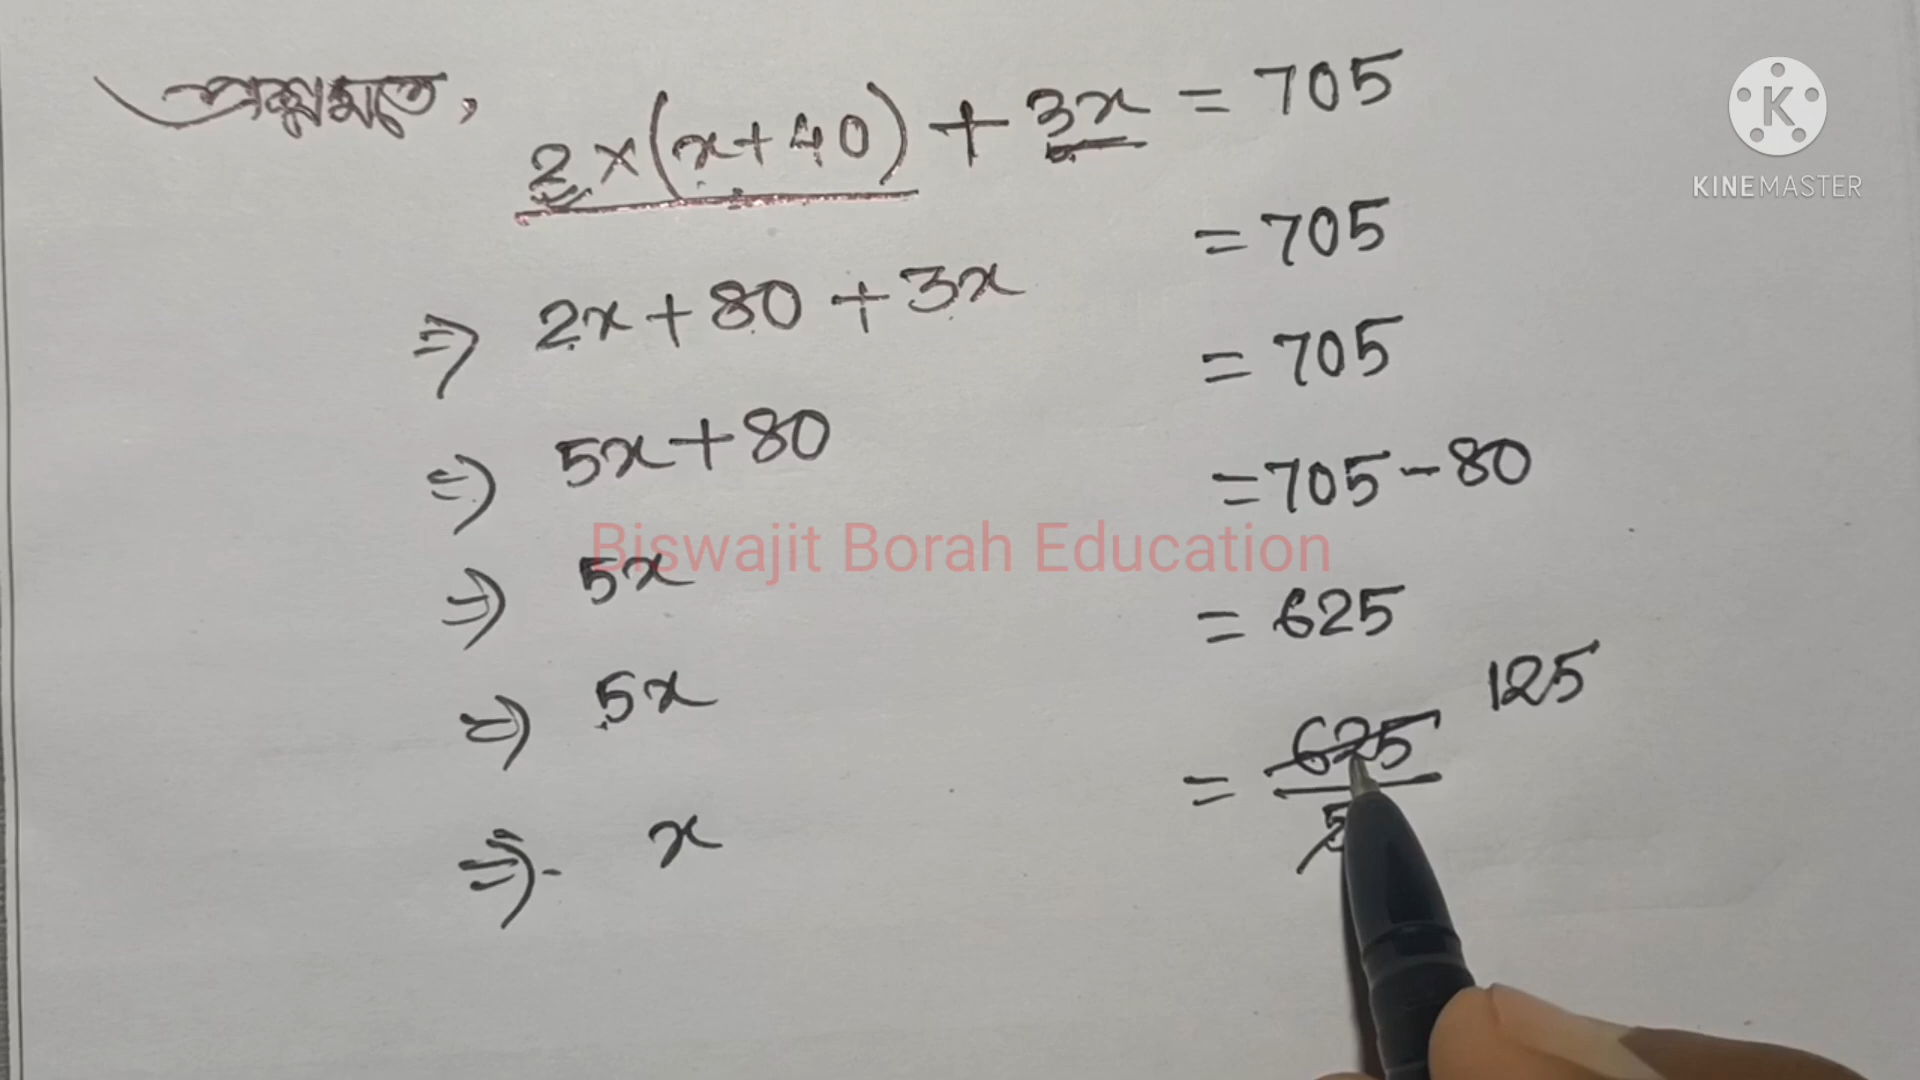 প্ৰশ্নমতে,
2×(x+40) + 3x = 705
⇒ 2x + 80 + 3x = 705
⇒ 5x + 80 = 705
⇒ 5x = 705 - 80
⇒ 5x = 625
⇒ x = 625/5 125
Biswajit Borah Education
K
KINEMASTER